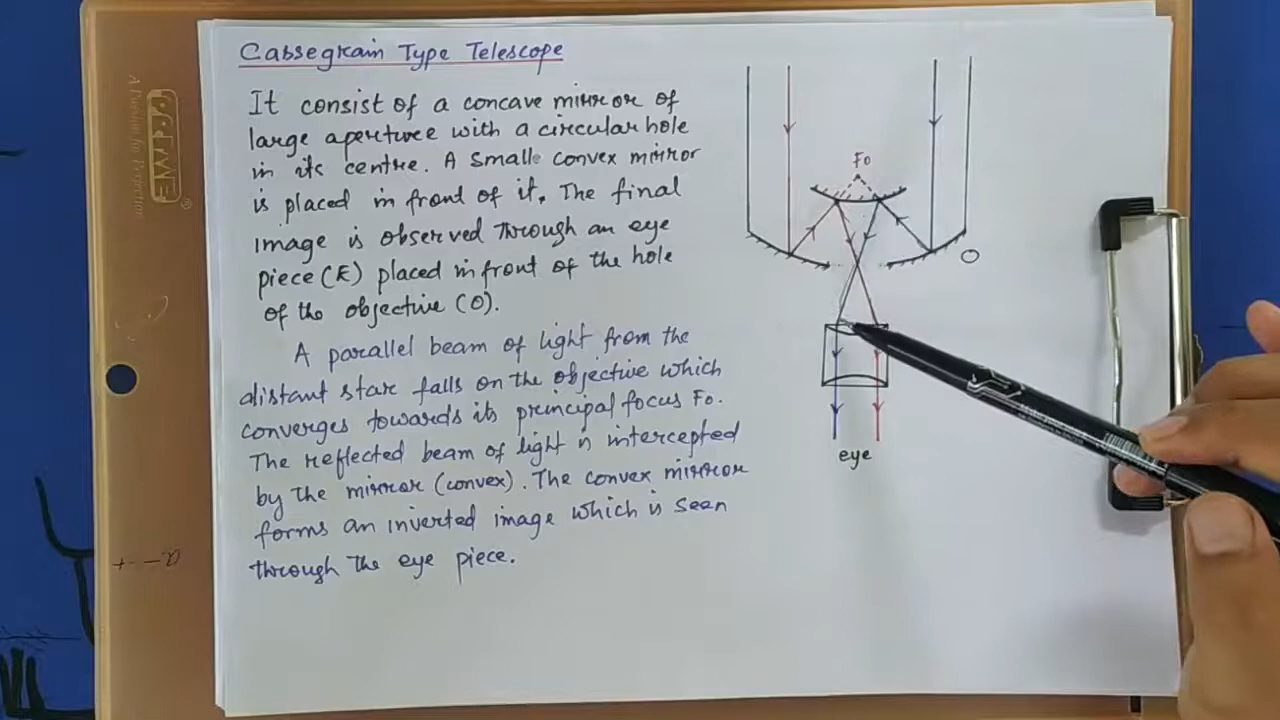 Cassegrain Type Telescope
It consist of a concave mirror of
large aperture with a circular hole
in its centre. A small convex mirror
is placed in front of it. The final
image is observed through an eye
piece (E) placed in front of the hole
of the objective (O).
A parallel beam of light from the
distant star falls on the objective which
converges towards its principal focus Fo.
The reflected beam of light is intercepted
by the mirror (convex). The convex mirror
forms an inverted image which is seen
through the eye piece.
Fo
O
eye